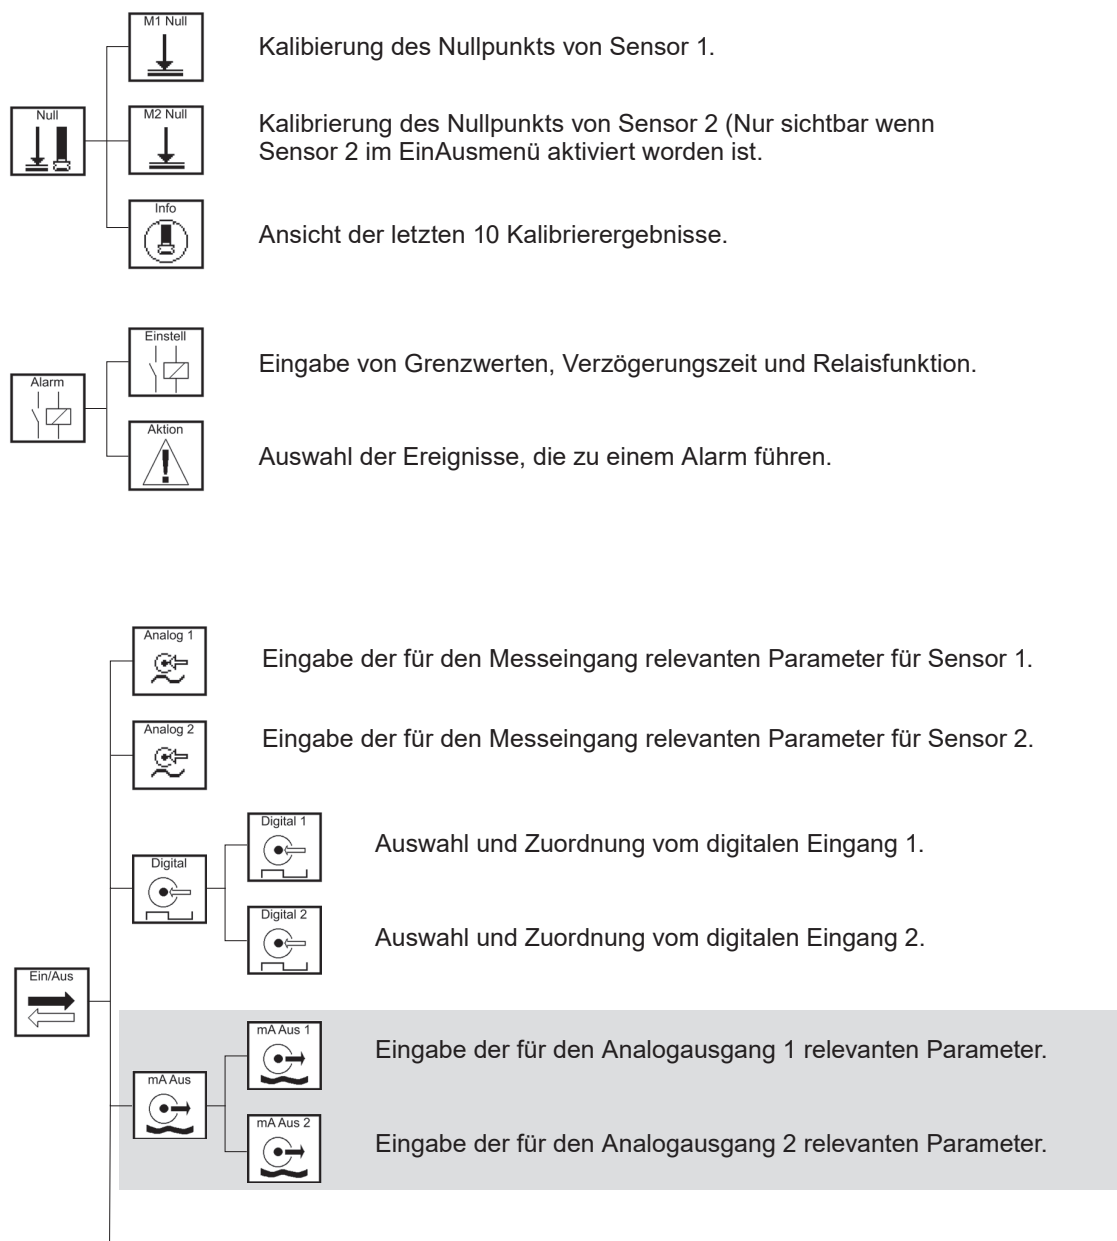 M1 Null
Kalibierung des Nullpunkts von Sensor 1.
Null
M2 Null
Kalibrierung des Nullpunkts von Sensor 2 (Nur sichtbar wenn
Sensor 2 im EinAusmenü aktiviert worden ist.
Info
Ansicht der letzten 10 Kalibrierergebnisse.
Einstell
Eingabe von Grenzwerten, Verzögerungszeit und Relaisfunktion.
Alarm
Aktion
Auswahl der Ereignisse, die zu einem Alarm führen.
Analog 1
Eingabe der für den Messeingang relevanten Parameter für Sensor 1.
Analog 2
Eingabe der für den Messeingang relevanten Parameter für Sensor 2.
Digital 1
Auswahl und Zuordnung vom digitalen Eingang 1.
Digital
Digital 2
Auswahl und Zuordnung vom digitalen Eingang 2.
Ein/Aus
mA Aus 1
Eingabe der für den Analogausgang 1 relevanten Parameter.
mA Aus
mA Aus 2
Eingabe der für den Analogausgang 2 relevanten Parameter.